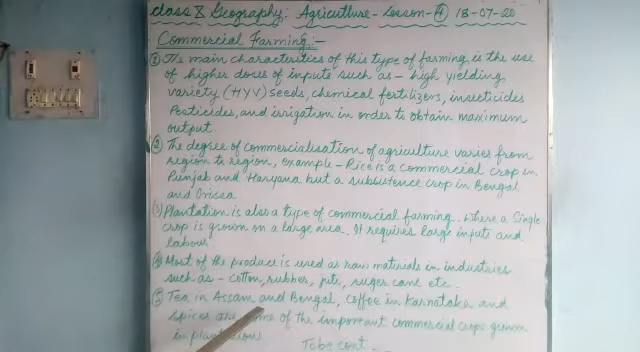 Class X Geography: Agriculture - Lesson - 4 18-07-20
Commercial Farming:-
① The main characteristics of this type of farming is the use
of higher doses of inputs such as - high yielding
variety (HYV) seeds, chemical fertilizers, insecticides
Pesticides, and irrigation in order to obtain maximum
output.
② The degree of commercialisation of agriculture varies from
region to region, example - Rice is a commercial crop in
Punjab and Haryana but a subsistence crop in Bengal
and Orissa
③ Plantation is also a type of commercial farming. Where a Single
crop is grown on a large area. It requires large inputs and
labour.
④ Most of the produce is used as raw materials in industries
such as - cotton, rubber, jute, sugar cane etc.
⑤ Tea in Assam and Bengal, coffee in Karnataka and
spices are some of the important commercial crops grown
in plantations
To be cont...